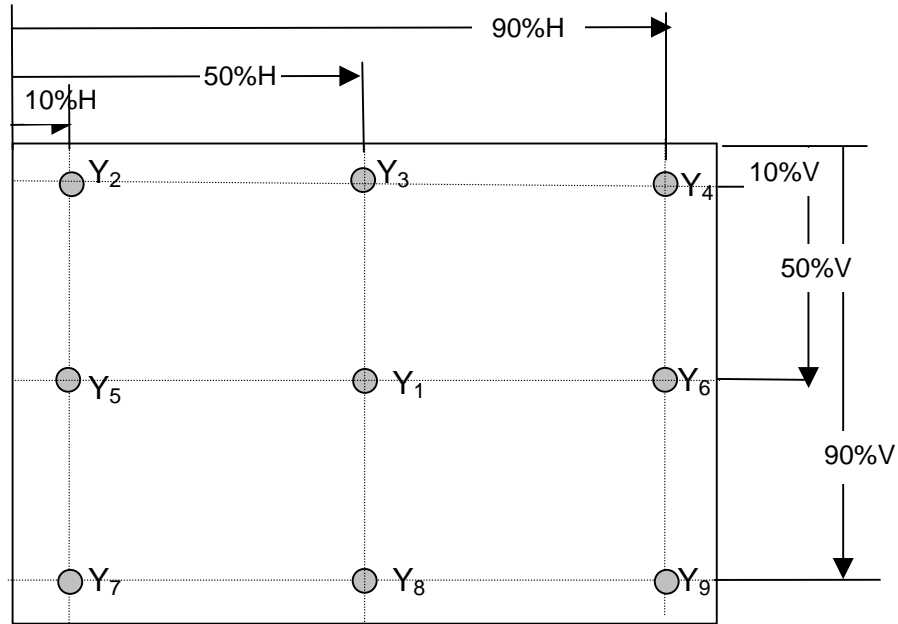 90%H
50%H
10%H
Y₂ Y₃ Y₄ 10%V
50%V
Y₅ Y₁ Y₆
90%V
Y₇ Y₈ Y₉